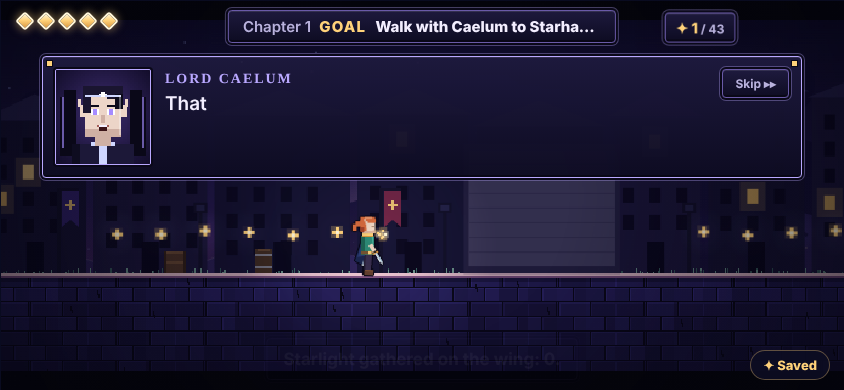 Chapter 1 GOAL Walk with Caelum to Starha...
✦ 1 / 43
LORD CAELUM
That
Skip ▸▸
Starlight gathered on the wing: 0
✦ Saved